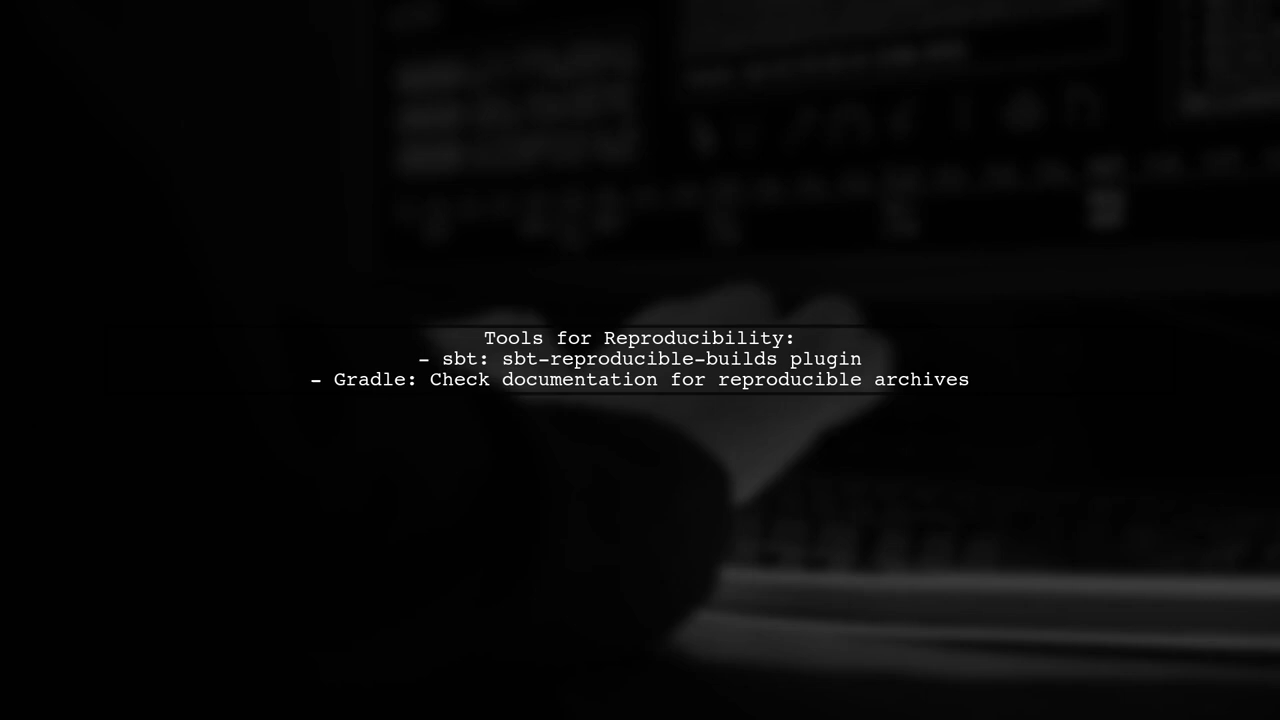 Tools for Reproducibility:
- sbt: sbt-reproducible-builds plugin
- Gradle: Check documentation for reproducible archives